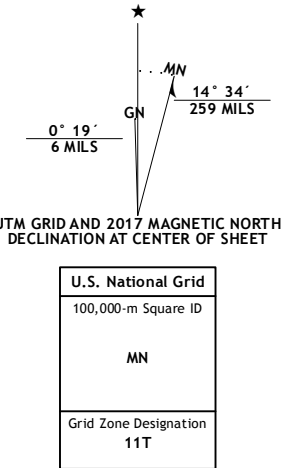 ★
MN
GN
14° 34´
259 MILS
0° 19´
6 MILS
UTM GRID AND 2017 MAGNETIC NORTH
DECLINATION AT CENTER OF SHEET
U.S. National Grid
100,000-m Square ID
MN
Grid Zone Designation
11T